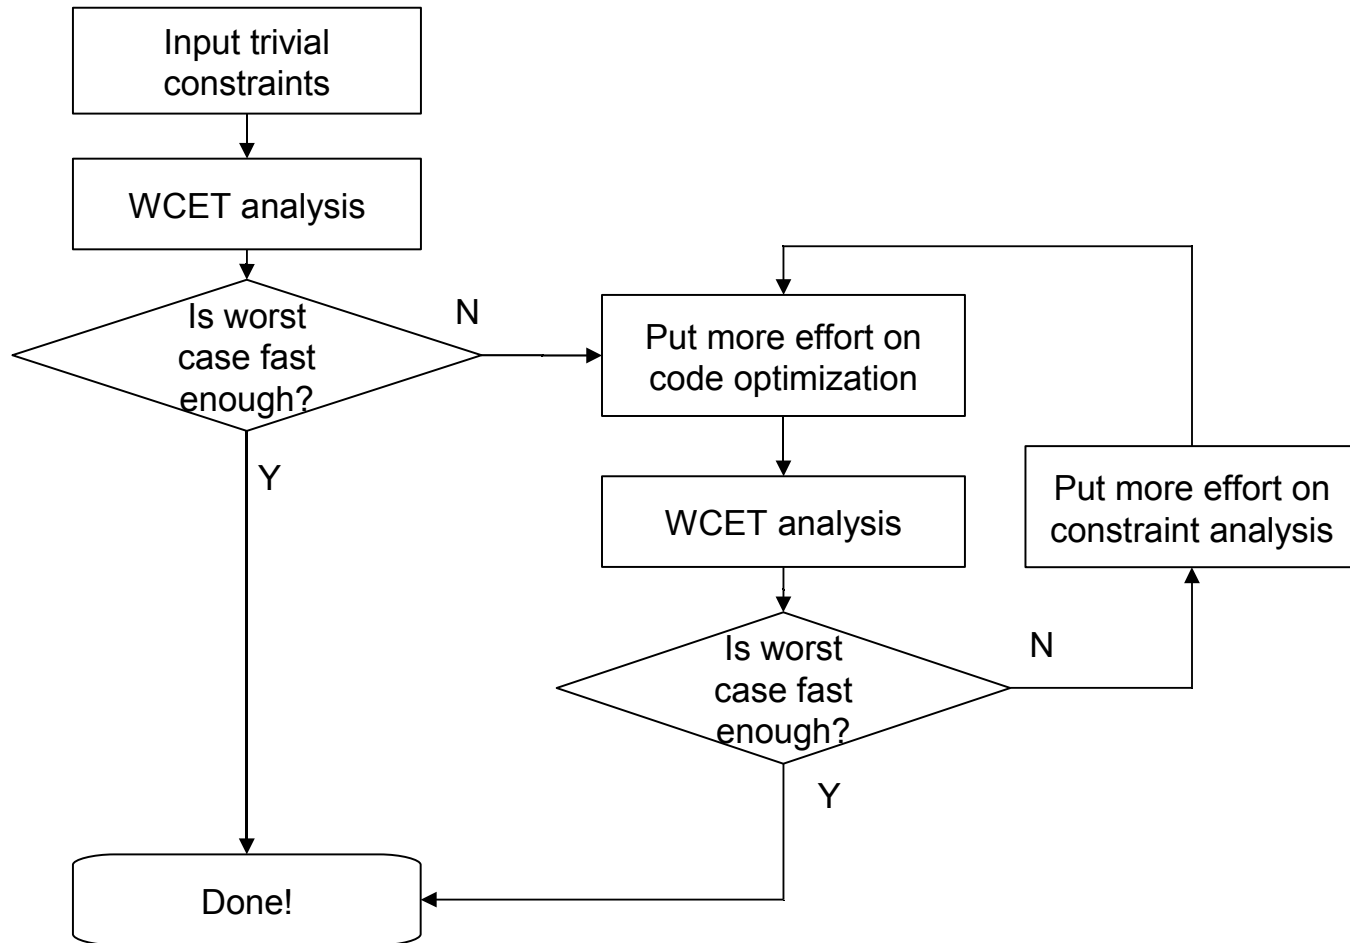 Input trivial
constraints
WCET analysis
Is worst
case fast
enough?
N
Y
Put more effort on
code optimization
WCET analysis
Is worst
case fast
enough?
N
Y
Put more effort on
constraint analysis
Done!